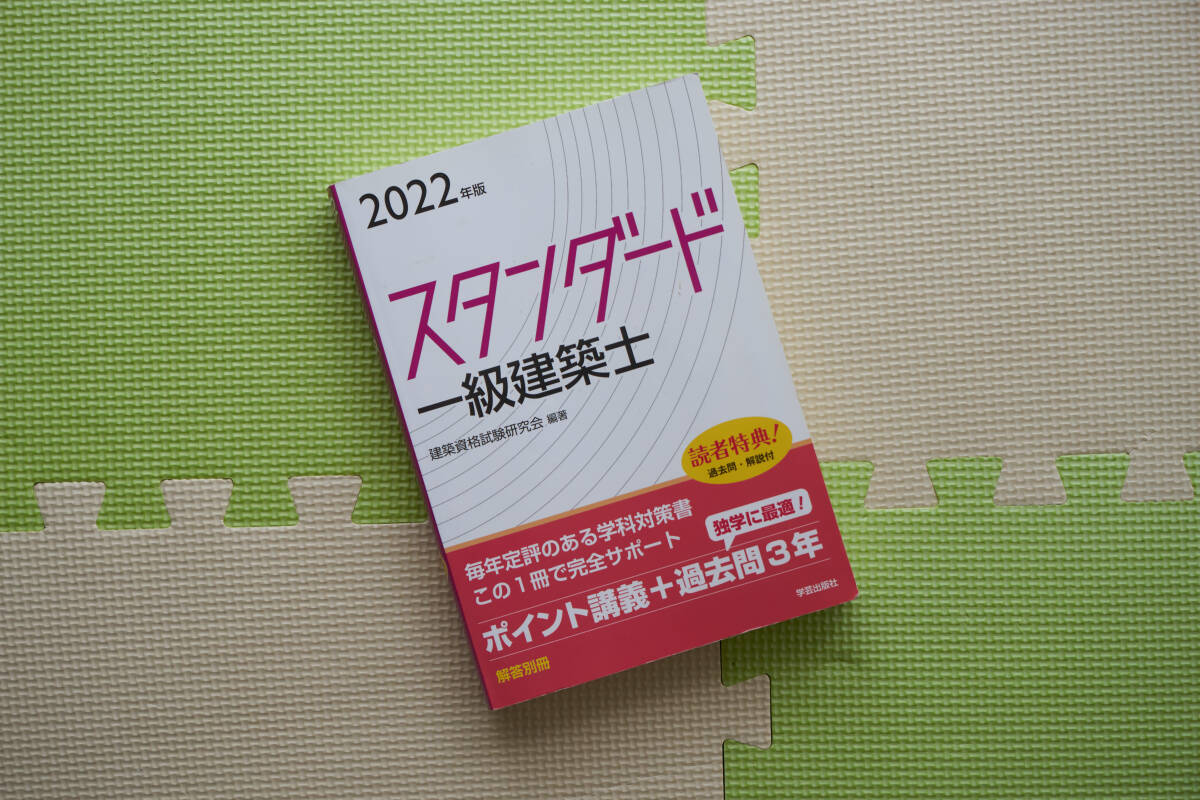 2022年版
スタンダード
一級建築士
建築資格試験研究会 編著
読者特典！
過去問・解説付
毎年定評のある学科対策書
この1冊で完全サポート
独学に最適！
ポイント講義＋過去問3年
学芸出版社
解答別冊